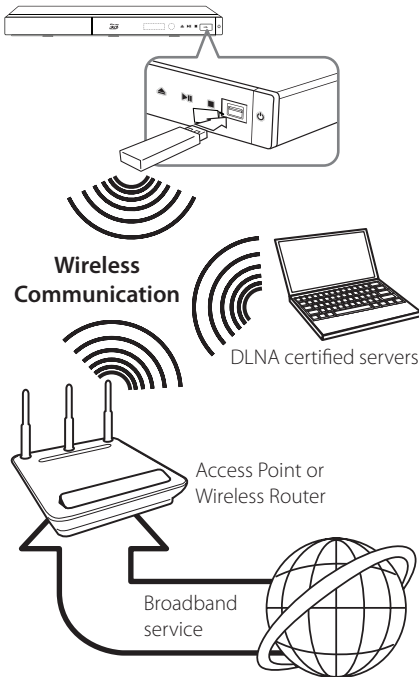 Wireless
Communication
DLNA certified servers
Access Point or
Wireless Router
Broadband
service